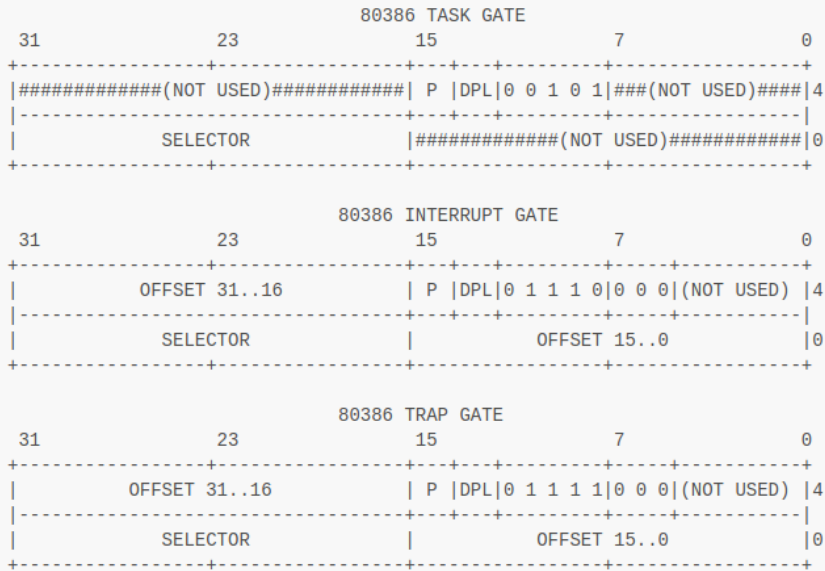 80386 TASK GATE
31 23 15 7 0
+-----------------+-----------------+---+---+---------+-----------------+
|#############(NOT USED)############| P |DPL|0 0 1 0 1|###(NOT USED)####|4
|-----------------------------------+---+---+---------+-----------------|
| SELECTOR |#############(NOT USED)############|0
+-----------------+-----------------+-----------------+-----------------+
80386 INTERRUPT GATE
31 23 15 7 0
+-----------------+-----------------+---+---+---------+-----+-----------+
| OFFSET 31..16 | P |DPL|0 1 1 1 0|0 0 0|(NOT USED) |4
|-----------------------------------+---+---+---------+-----+-----------|
| SELECTOR | OFFSET 15..0 |0
+-----------------+-----------------+-----------------+-----------------+
80386 TRAP GATE
31 23 15 7 0
+-----------------+-----------------+---+---+---------+-----+-----------+
| OFFSET 31..16 | P |DPL|0 1 1 1 1|0 0 0|(NOT USED) |4
|-----------------------------------+---+---+---------+-----+-----------|
| SELECTOR | OFFSET 15..0 |0
+-----------------+-----------------+-----------------+-----------------+